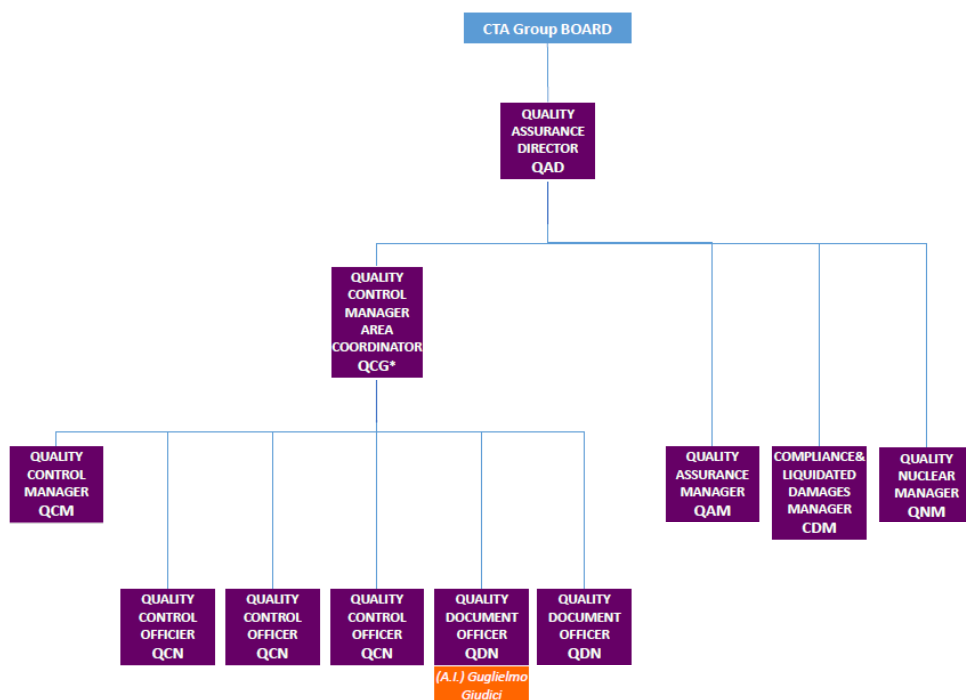 CTA Group BOARD
QUALITY
ASSURANCE
DIRECTOR
QAD
QUALITY
CONTROL
MANAGER
AREA
COORDINATOR
QCG*
QUALITY
CONTROL
MANAGER
QCM
QUALITY
ASSURANCE
MANAGER
QAM
COMPLIANCE&
LIQUIDATED
DAMAGES
MANAGER
CDM
QUALITY
NUCLEAR
MANAGER
QNM
QUALITY
CONTROL
OFFICIER
QCN
QUALITY
CONTROL
OFFICER
QCN
QUALITY
CONTROL
OFFICER
QCN
QUALITY
DOCUMENT
OFFICER
QDN
(A.I.) Guglielmo
Giudici
QUALITY
DOCUMENT
OFFICER
QDN